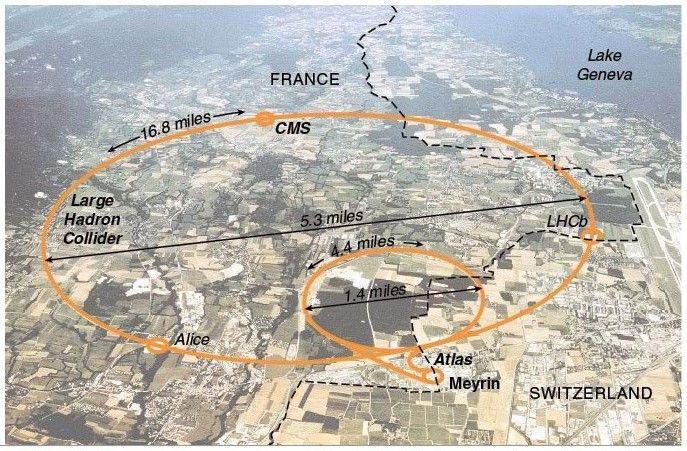 Lake
Geneva
FRANCE
16.8 miles
CMS
Large
Hadron
Collider
5.3 miles
LHCb
4.4 miles
1.4 miles
Alice
Atlas
Meyrin
SWITZERLAND